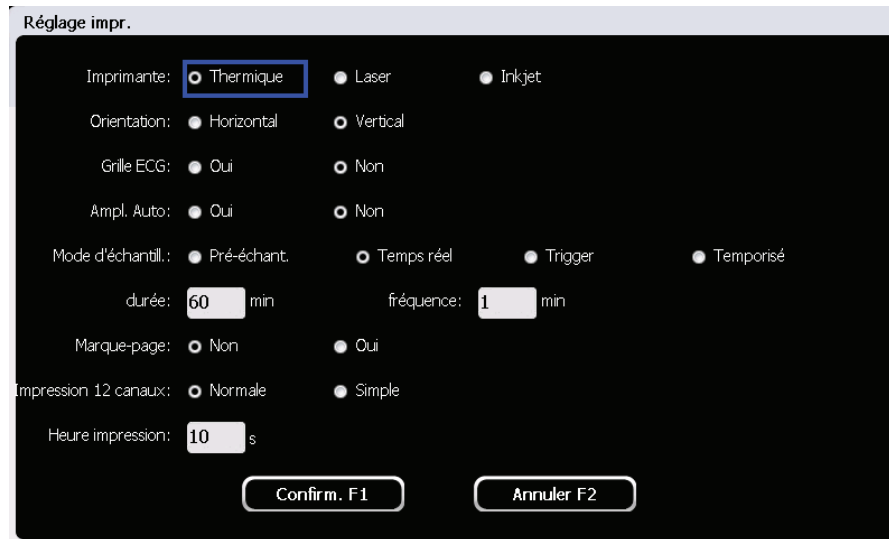 Réglage impr.
Imprimante: Thermique Laser Inkjet
Orientation: Horizontal Vertical
Grille ECG: Oui Non
Ampl. Auto: Oui Non
Mode d'échantill.: Pré-échant. Temps réel Trigger Temporisé
durée: 60 min fréquence: 1 min
Marque-page: Non Oui
Impression 12 canaux: Normale Simple
Heure impression: 10 s
Confirm. F1 Annuler F2